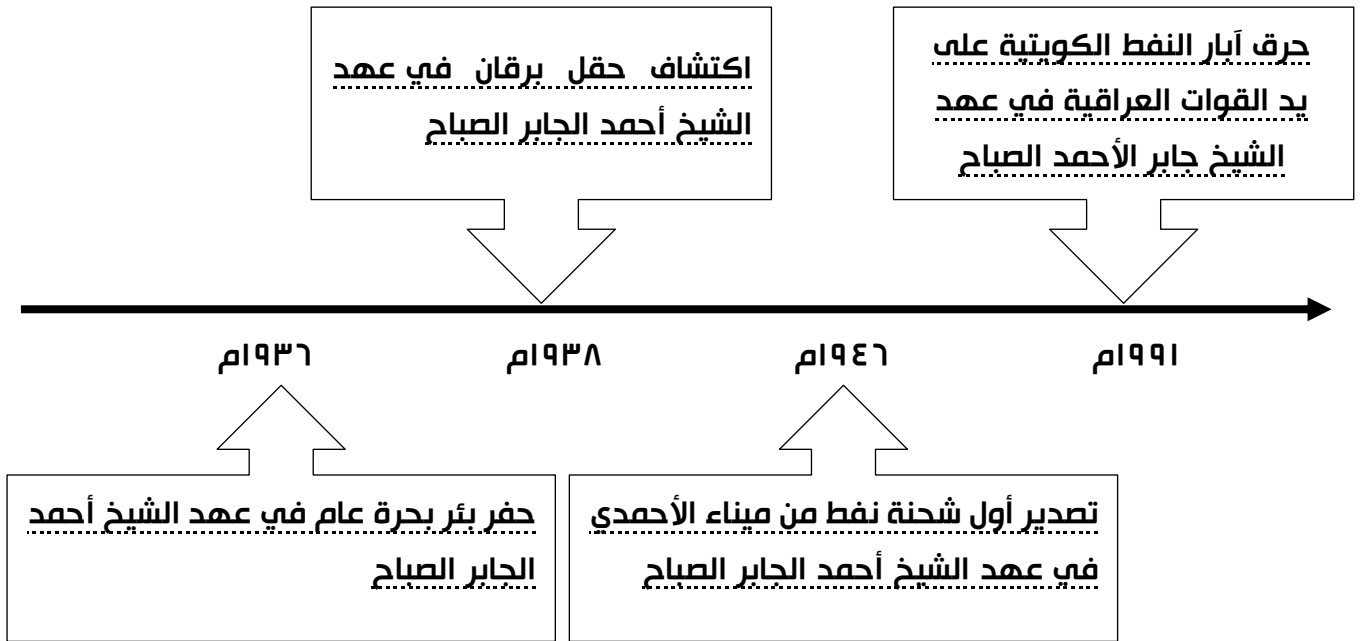 اكتشاف حقل برقان في عهد
الشيخ أحمد الجابر الصباح
حرق آبار النفط الكويتية على
يد القوات العراقية في عهد
الشيخ جابر الأحمد الصباح
١٩٣٦م
١٩٣٨م
١٩٤٦م
١٩٩١م
حفر بئر بحرة عام في عهد الشيخ أحمد
الجابر الصباح
تصدير أول شحنة نفط من ميناء الأحمدي
في عهد الشيخ أحمد الجابر الصباح